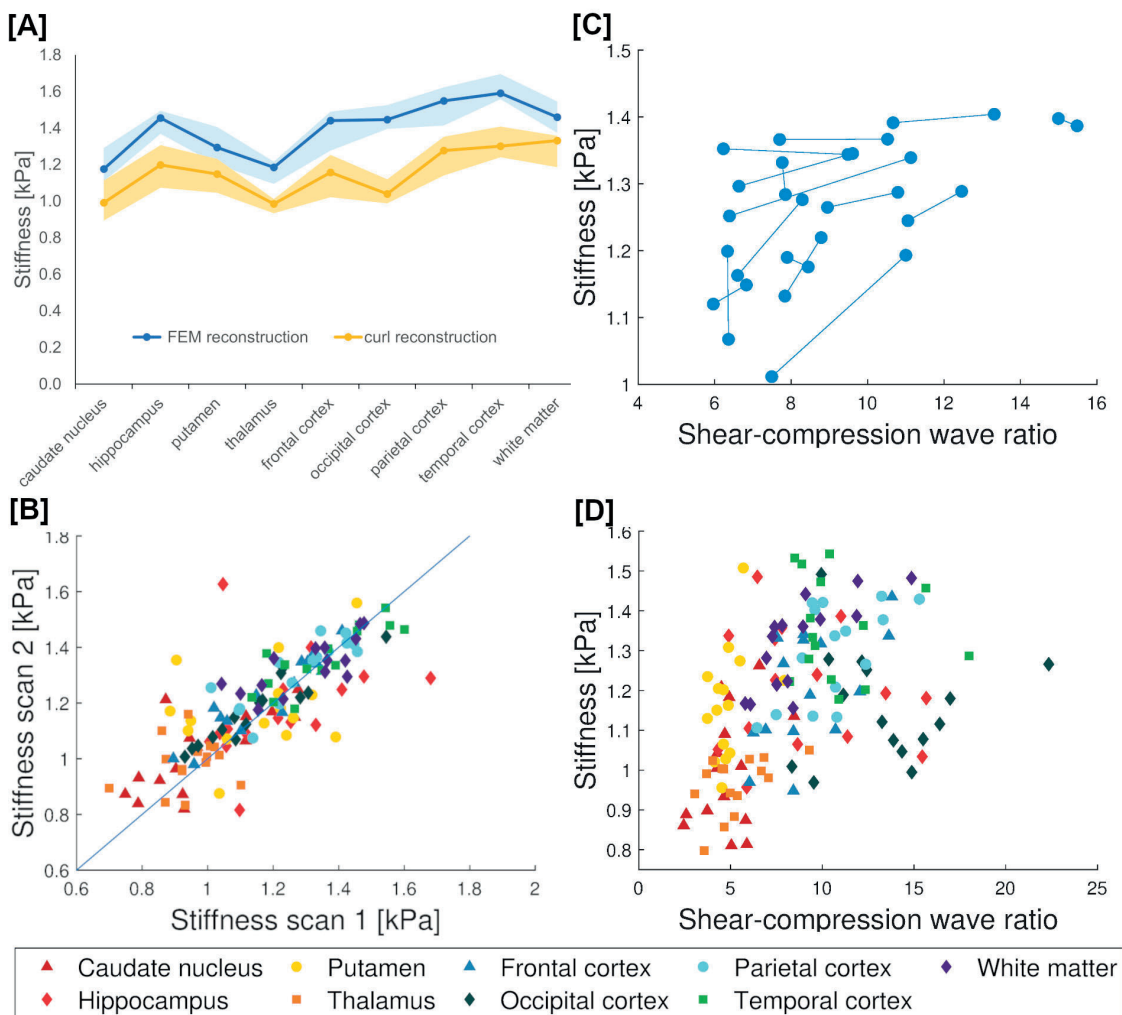 [A]
1.8
1.6
1.4
1.2
1.0
0.8
0.6
0.4
0.2
0.0
Stiffness [kPa]
FEM reconstruction
curl reconstruction
caudate nucleus
hippocampus
putamen
thalamus
frontal cortex
occipital cortex
parietal cortex
temporal cortex
white matter
[C]
1.5
1.4
1.3
1.2
1.1
1
Stiffness [kPa]
4 6 8 10 12 14 16
Shear-compression wave ratio
[B]
1.8
1.6
1.4
1.2
1
0.8
0.6
Stiffness scan 2 [kPa]
0.6 0.8 1 1.2 1.4 1.6 1.8 2
Stiffness scan 1 [kPa]
[D]
1.6
1.5
1.4
1.3
1.2
1.1
1
0.9
0.8
Stiffness [kPa]
0 5 10 15 20 25
Shear-compression wave ratio
Caudate nucleus Putamen Frontal cortex Parietal cortex White matter
Hippocampus Thalamus Occipital cortex Temporal cortex